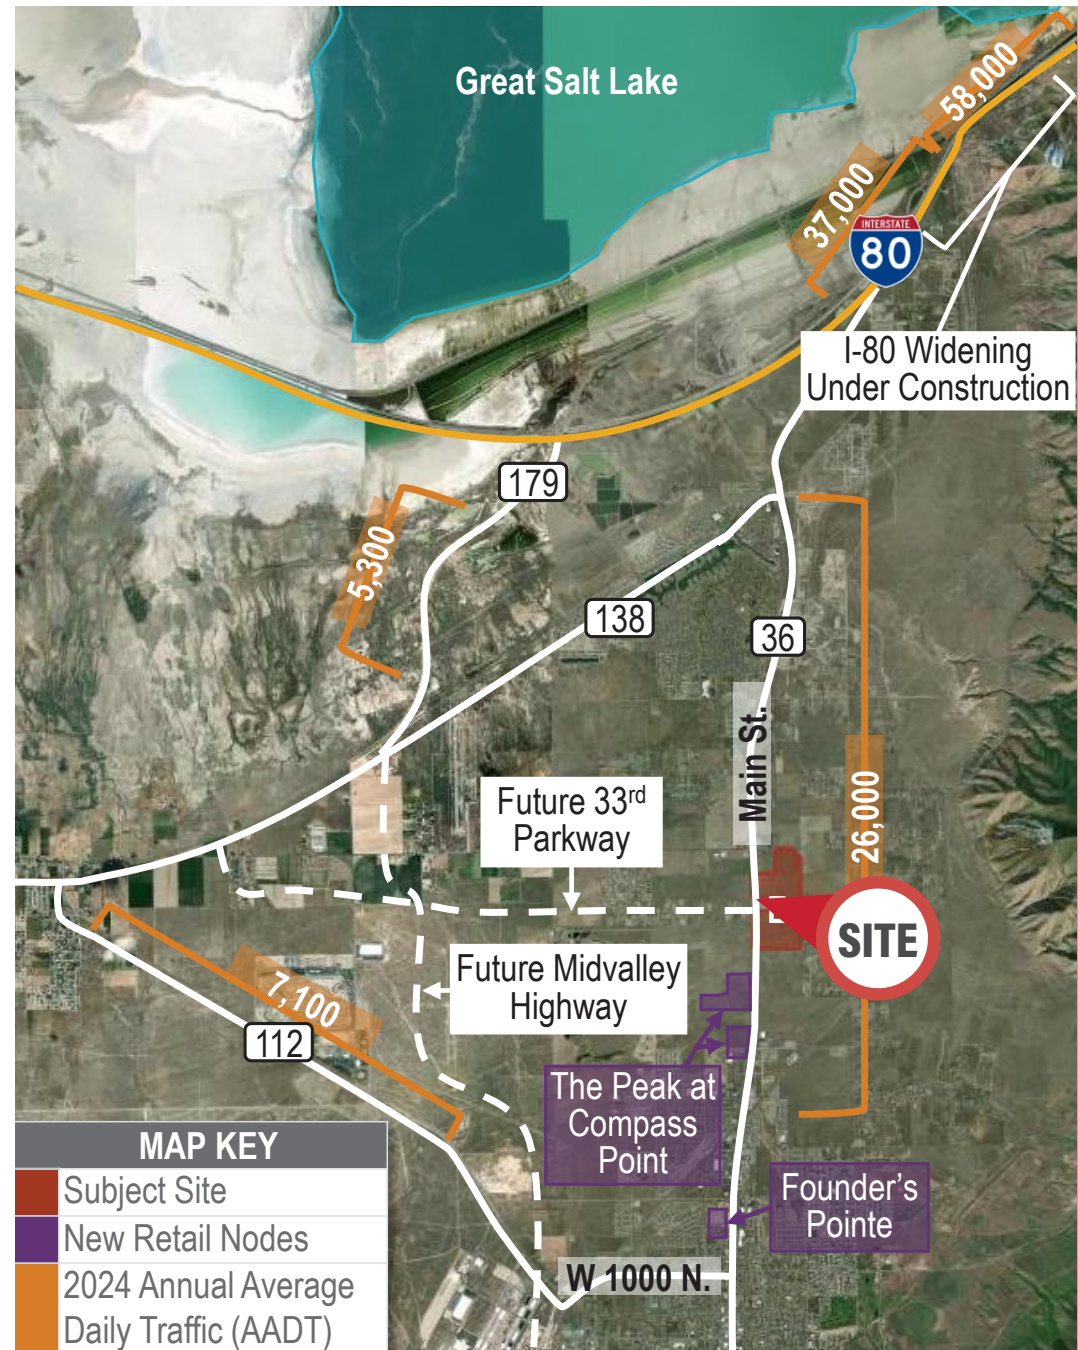 Great Salt Lake
58,000
37,000
INTERSTATE
80
I-80 Widening
Under Construction
179
5,300
138
36
Main St.
Future 33rd
Parkway
26,000
E
SITE
Future Midvalley
Highway
7,100
112
The Peak at
Compass
Point
Founder's
Pointe
W 1000 N.
MAP KEY
Subject Site
New Retail Nodes
2024 Annual Average
Daily Traffic (AADT)